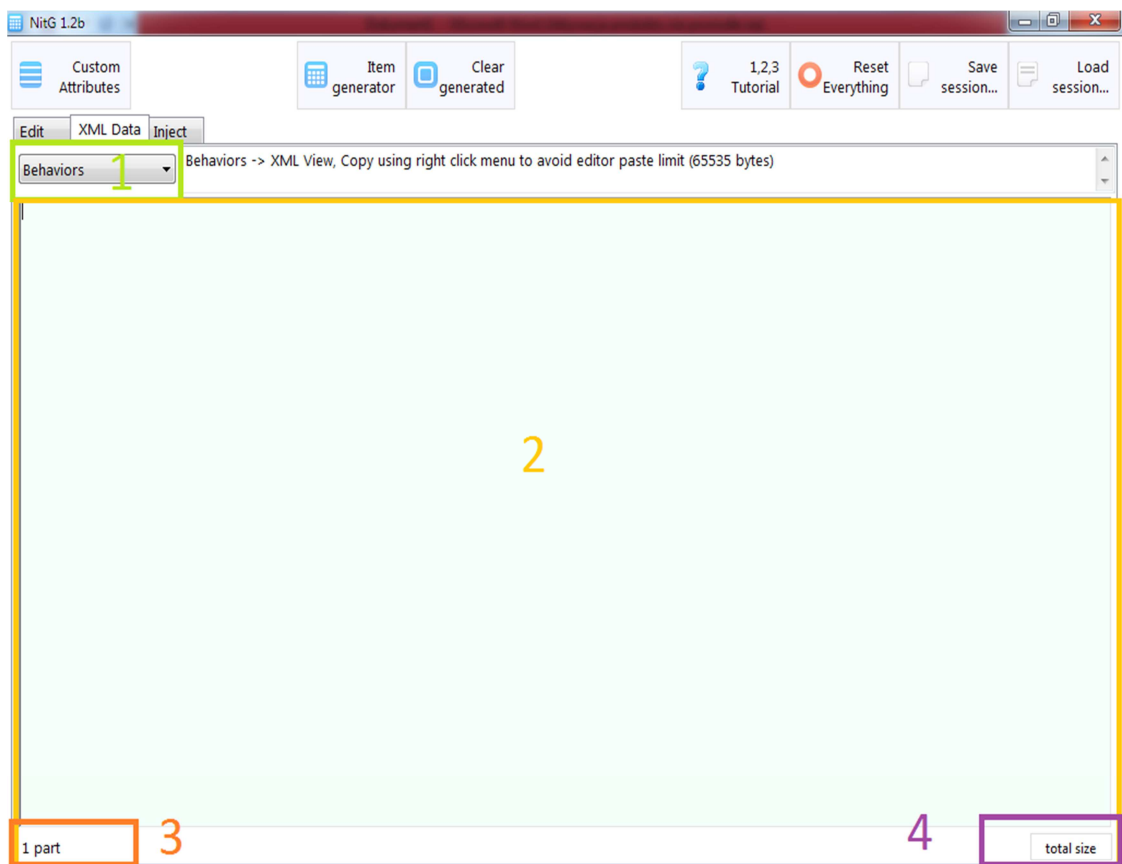 NitG 1.2b
Custom
Attributes
Item
generator
Clear
generated
1,2,3
Tutorial
Reset
Everything
Save
session...
Load
session...
Edit
XML Data
Inject
Behaviors
1
Behaviors -> XML View, Copy using right click menu to avoid editor paste limit (65535 bytes)
2
1 part
3
4
total size